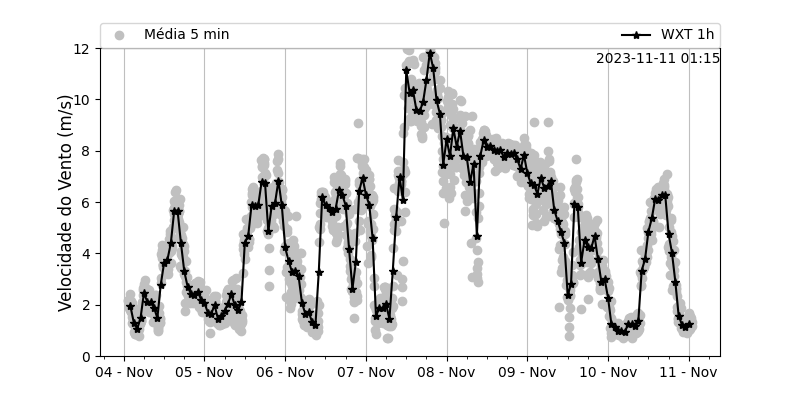 Média 5 min
WXT 1h
2023-11-11 01:15
Velocidade do Vento (m/s)
12
10
8
6
4
2
0
04 - Nov
05 - Nov
06 - Nov
07 - Nov
08 - Nov
09 - Nov
10 - Nov
11 - Nov